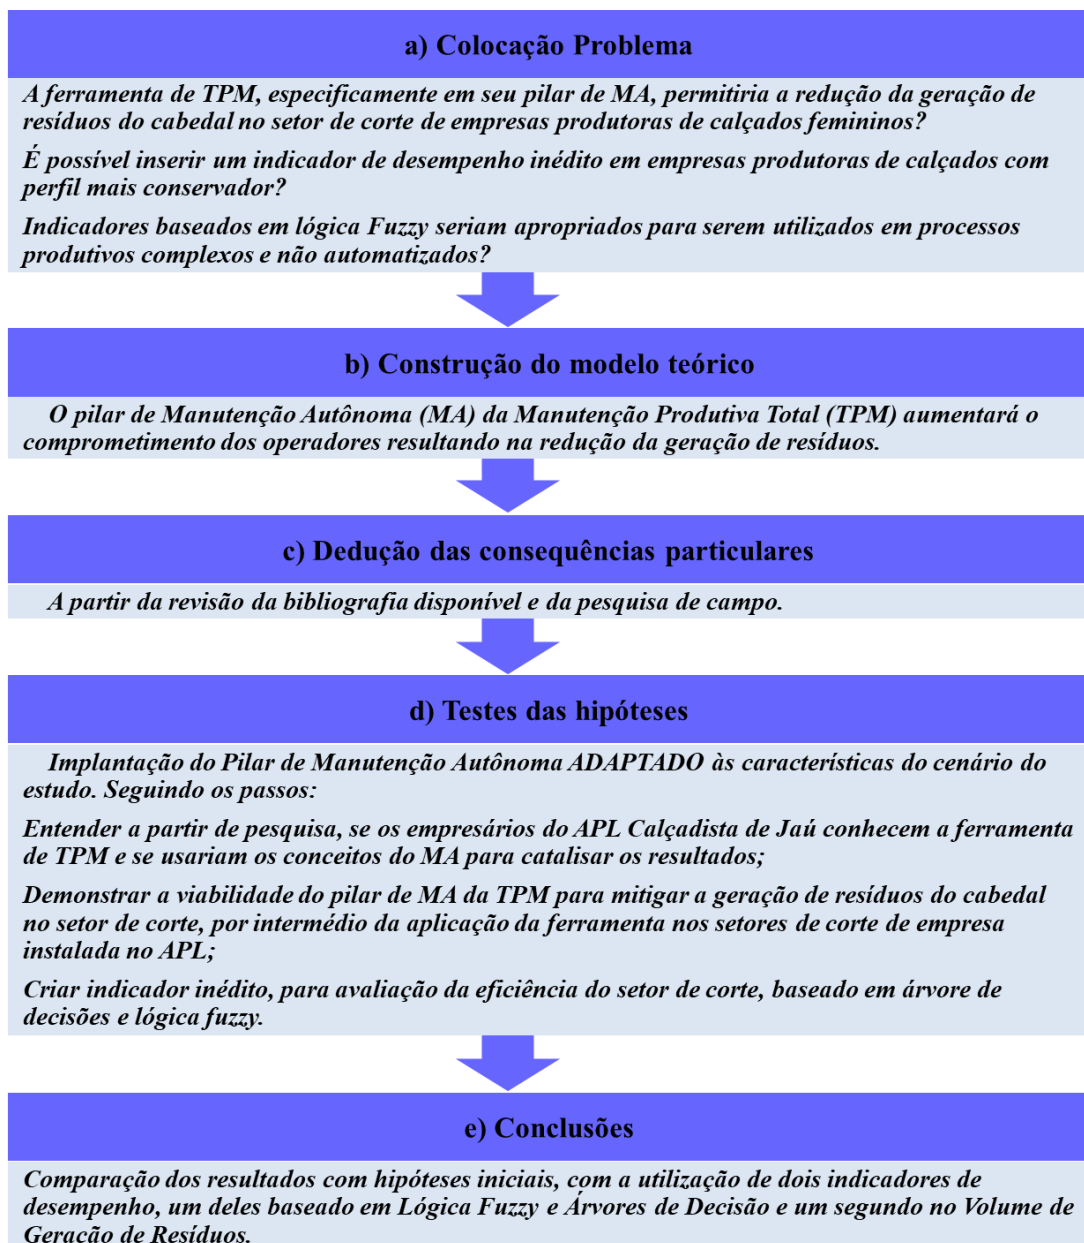 a) Colocação Problema
A ferramenta de TPM, especificamente em seu pilar de MA, permitiria a redução da geração de
resíduos do cabedal no setor de corte de empresas produtoras de calçados femininos?
É possível inserir um indicador de desempenho inédito em empresas produtoras de calçados com
perfil mais conservador?
Indicadores baseados em lógica Fuzzy seriam apropriados para serem utilizados em processos
produtivos complexos e não automatizados?
b) Construção do modelo teórico
O pilar de Manutenção Autônoma (MA) da Manutenção Produtiva Total (TPM) aumentará o
comprometimento dos operadores resultando na redução da geração de resíduos.
c) Dedução das consequências particulares
A partir da revisão da bibliografia disponível e da pesquisa de campo.
d) Testes das hipóteses
Implantação do Pilar de Manutenção Autônoma ADAPTADO às características do cenário do
estudo. Seguindo os passos:
Entender a partir de pesquisa, se os empresários do APL Calçadista de Jaú conhecem a ferramenta
de TPM e se usariam os conceitos do MA para catalisar os resultados;
Demonstrar a viabilidade do pilar de MA da TPM para mitigar a geração de resíduos do cabedal
no setor de corte, por intermédio da aplicação da ferramenta nos setores de corte de empresa
instalada no APL;
Criar indicador inédito, para avaliação da eficiência do setor de corte, baseado em árvore de
decisões e lógica fuzzy.
e) Conclusões
Comparação dos resultados com hipóteses iniciais, com a utilização de dois indicadores de
desempenho, um deles baseado em Lógica Fuzzy e Árvores de Decisão e um segundo no Volume de
Geração de Resíduos.